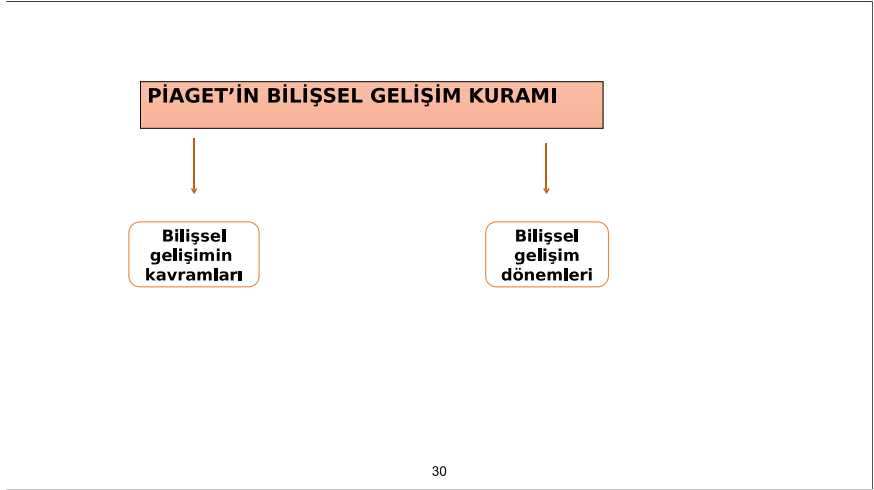 PİAGET’İN BİLİŞSEL GELİŞİM KURAMI
Bilişsel
gelişimin
kavramları
Bilişsel
gelişim
dönemleri
30